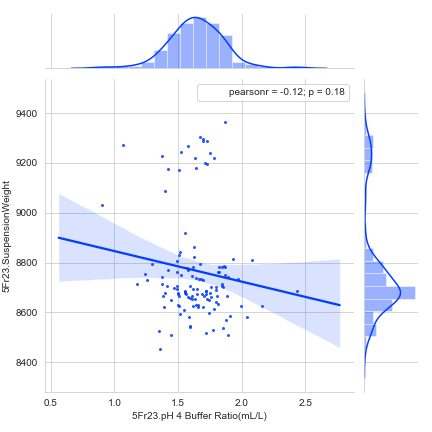 pearsonr = -0.12; p = 0.18
9400
9200
9000
8800
8600
8400
5Fr23.SuspensionWeight
0.5 1.0 1.5 2.0 2.5
5Fr23.pH 4 Buffer Ratio(mL/L)